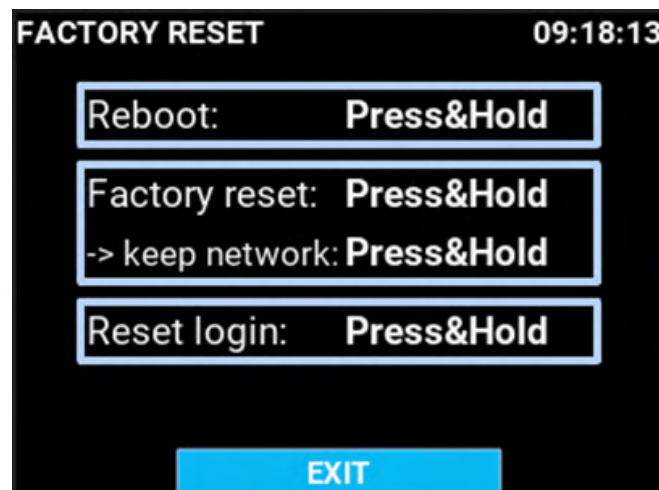 FACTORY RESET 09:18:13
Reboot: Press&Hold
Factory reset: Press&Hold
-> keep network: Press&Hold
Reset login: Press&Hold
EXIT